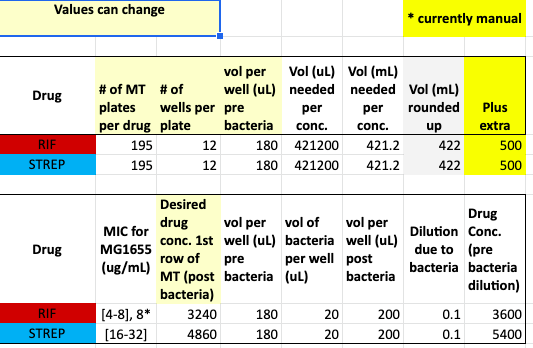 Values can change
* currently manual
Drug
# of MT plates per drug
# of wells per plate
vol per well (uL) pre bacteria
Vol (uL) needed per conc.
Vol (mL) needed per conc.
Vol (mL) rounded up
Plus extra
RIF 195 12 180 421200 421.2 422 500
STREP 195 12 180 421200 421.2 422 500
Drug
MIC for MG1655 (ug/mL)
Desired drug conc. 1st row of MT (post bacteria)
vol per well (uL) pre bacteria
vol of bacteria per well (uL)
vol per well (uL) post bacteria
Dilution due to bacteria
Drug Conc. (pre bacteria dilution)
RIF [4-8], 8* 3240 180 20 200 0.1 3600
STREP [16-32] 4860 180 20 200 0.1 5400